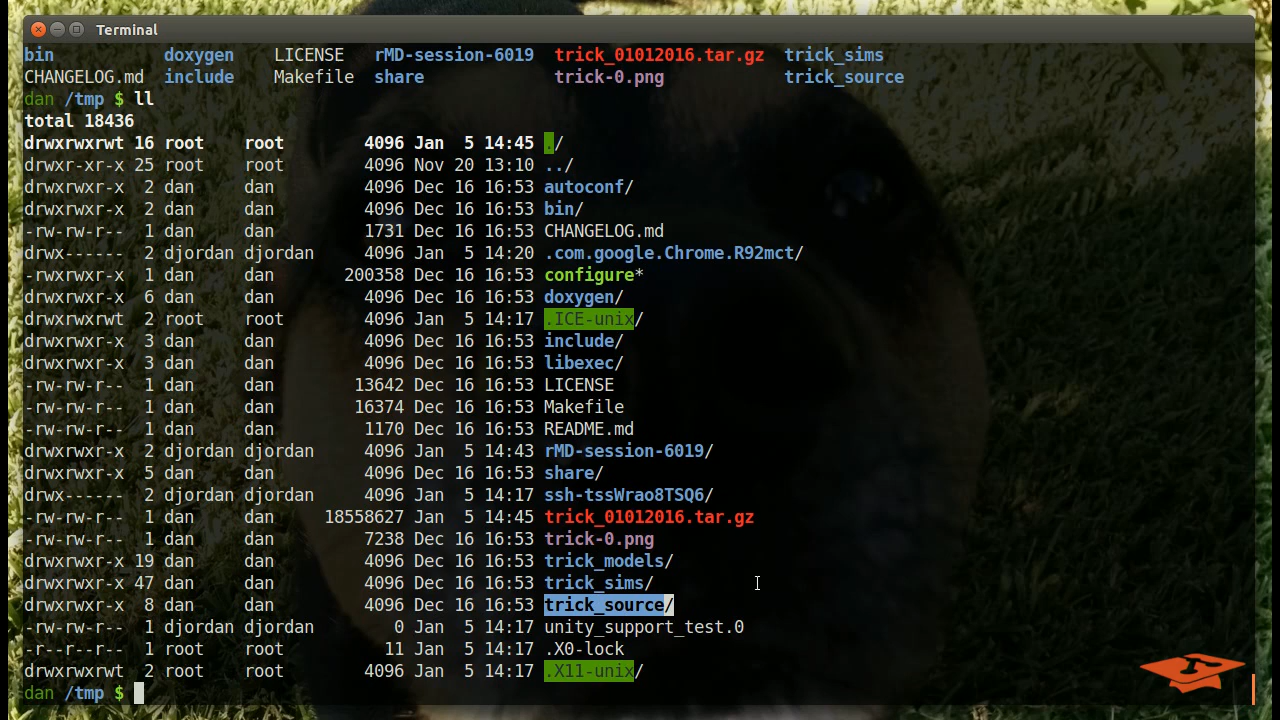 Terminal
bin doxygen LICENSE rMD-session-6019 trick_01012016.tar.gz trick_sims
CHANGELOG.md include Makefile share trick-0.png trick_source
dan /tmp $ ll
total 18436
drwxrwxrwt 16 root root 4096 Jan 5 14:45 ./
drwxr-xr-x 25 root root 4096 Nov 20 13:10 ../
drwxrwxr-x 2 dan dan 4096 Dec 16 16:53 autoconf/
drwxrwxr-x 2 dan dan 4096 Dec 16 16:53 bin/
-rw-rw-r-- 1 dan dan 1731 Dec 16 16:53 CHANGELOG.md
drwx------ 2 djordan djordan 4096 Jan 5 14:20 .com.google.Chrome.R92mct/
-rwxrwxr-x 1 dan dan 200358 Dec 16 16:53 configure*
drwxrwxr-x 6 dan dan 4096 Dec 16 16:53 doxygen/
drwxrwxrwt 2 root root 4096 Jan 5 14:17 .ICE-unix/
drwxrwxr-x 3 dan dan 4096 Dec 16 16:53 include/
drwxrwxr-x 3 dan dan 4096 Dec 16 16:53 libexec/
-rw-rw-r-- 1 dan dan 13642 Dec 16 16:53 LICENSE
-rw-rw-r-- 1 dan dan 16374 Dec 16 16:53 Makefile
-rw-rw-r-- 1 dan dan 1170 Dec 16 16:53 README.md
drwxrwxr-x 2 djordan djordan 4096 Jan 5 14:43 rMD-session-6019/
drwxrwxr-x 5 dan dan 4096 Dec 16 16:53 share/
drwx------ 2 djordan djordan 4096 Jan 5 14:17 ssh-tssWrao8TSQ6/
-rw-rw-r-- 1 dan dan 18558627 Jan 5 14:45 trick_01012016.tar.gz
-rw-rw-r-- 1 dan dan 7238 Dec 16 16:53 trick-0.png
drwxrwxr-x 19 dan dan 4096 Dec 16 16:53 trick_models/
drwxrwxr-x 47 dan dan 4096 Dec 16 16:53 trick_sims/
drwxrwxr-x 8 dan dan 4096 Dec 16 16:53 trick_source/
-rw-rw-r-- 1 djordan djordan 0 Jan 5 14:17 unity_support_test.0
-r--r--r-- 1 root root 11 Jan 5 14:17 .X0-lock
drwxrwxrwt 2 root root 4096 Jan 5 14:17 .X11-unix/
dan /tmp $